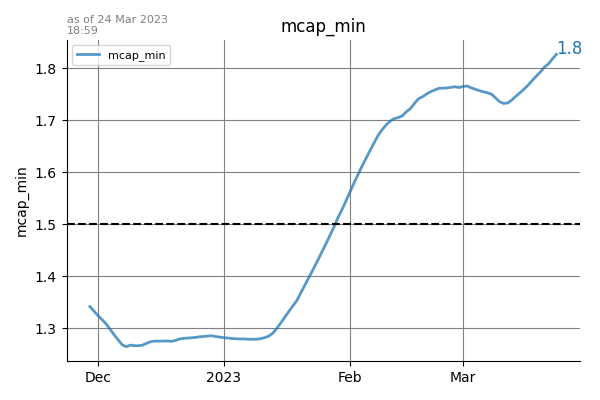 as of 24 Mar 2023
18:59
mcap_min
mcap_min
1.8
1.8
1.7
1.6
1.5
1.4
1.3
mcap_min
Dec
2023
Feb
Mar